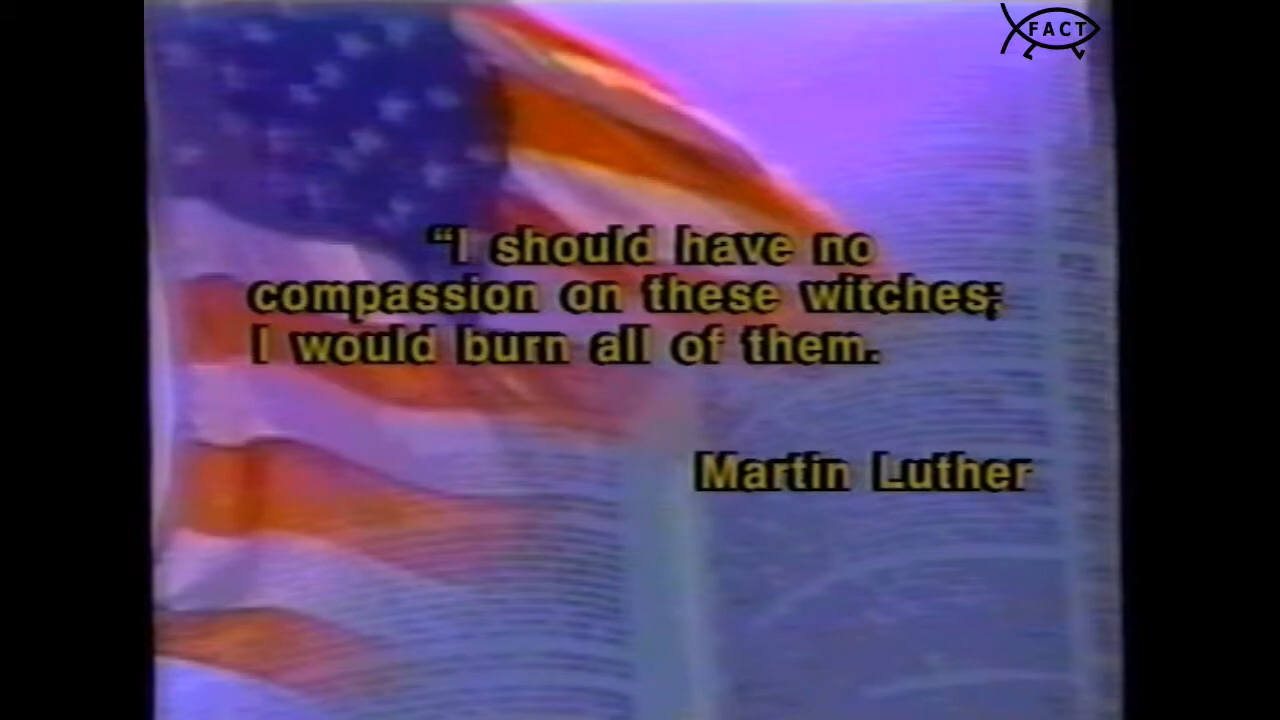 FACT
“I should have no
compassion on these witches;
I would burn all of them.
Martin Luther